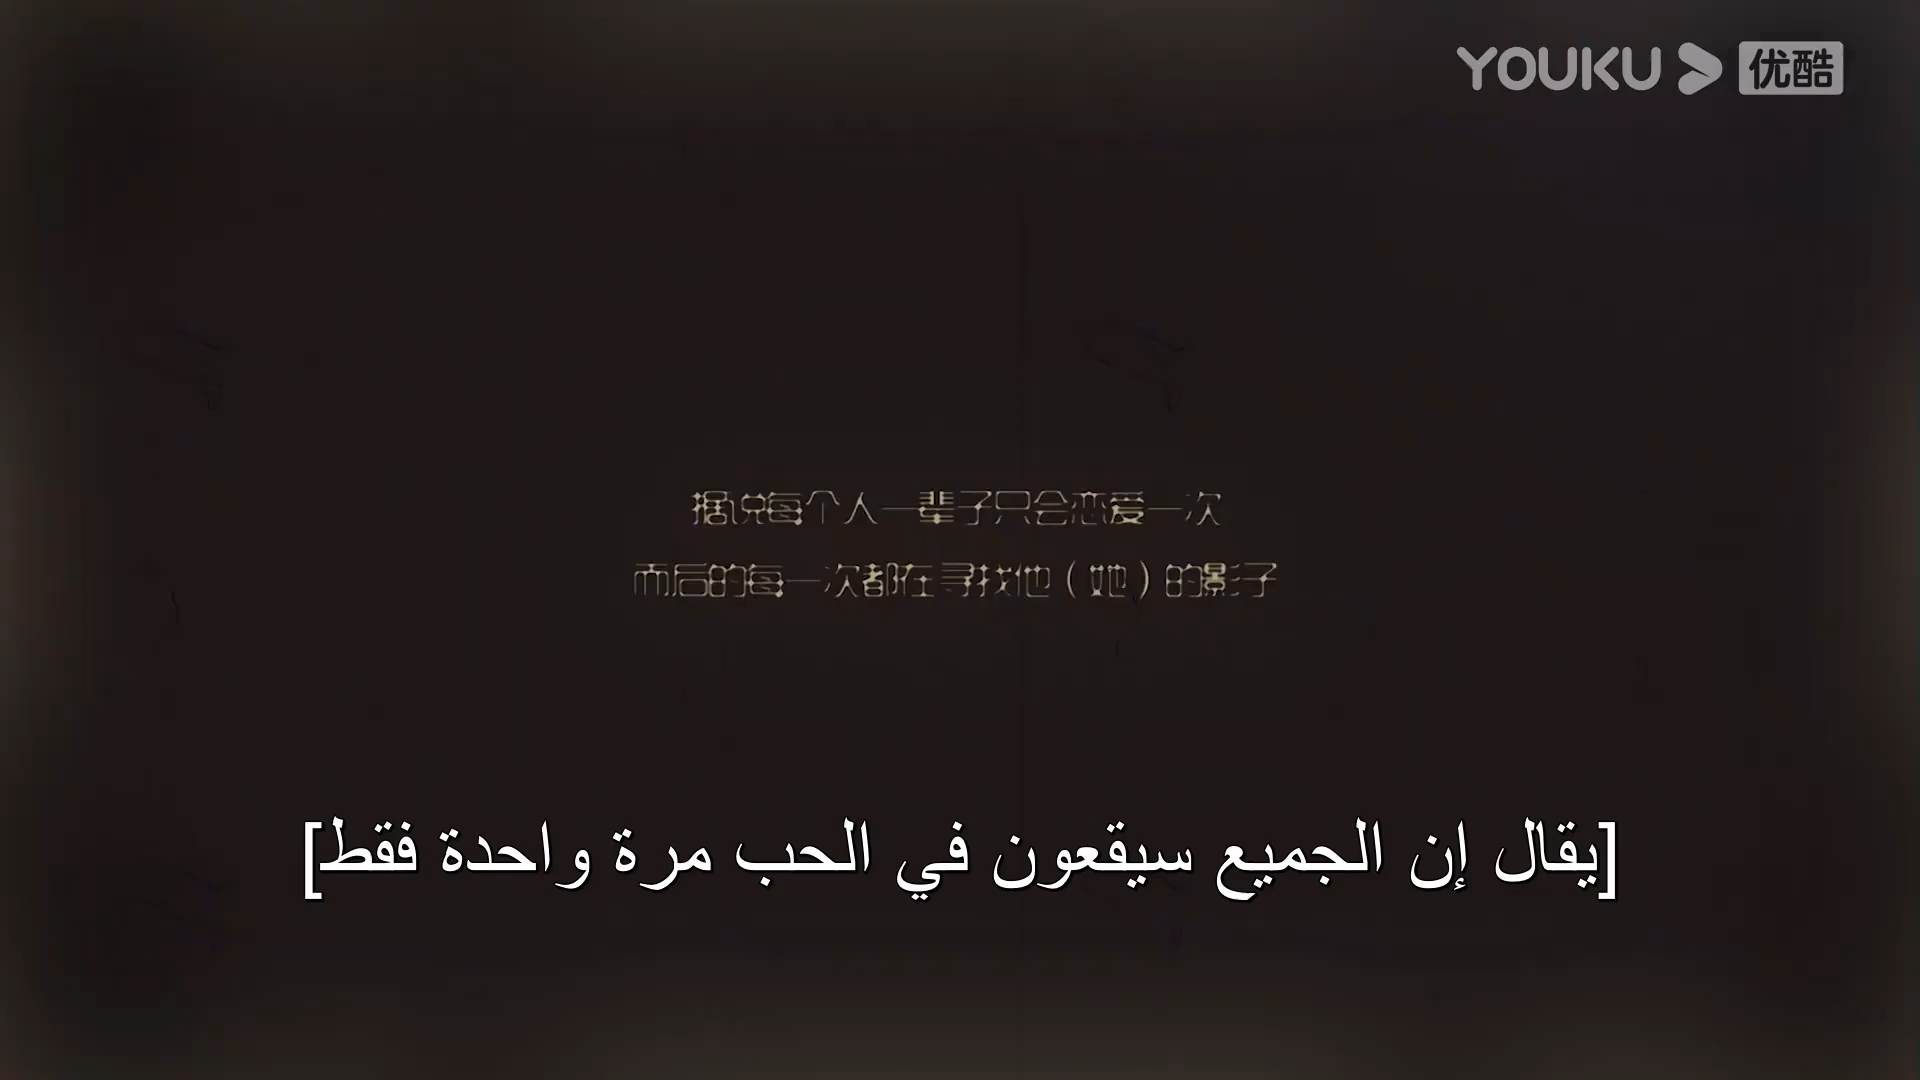 YOUKU 优酷
据说每个人一辈子只会恋爱一次
而后的每一次都在寻找他（她）的影子
[يقال إن الجميع سيقعون في الحب مرة واحدة فقط]